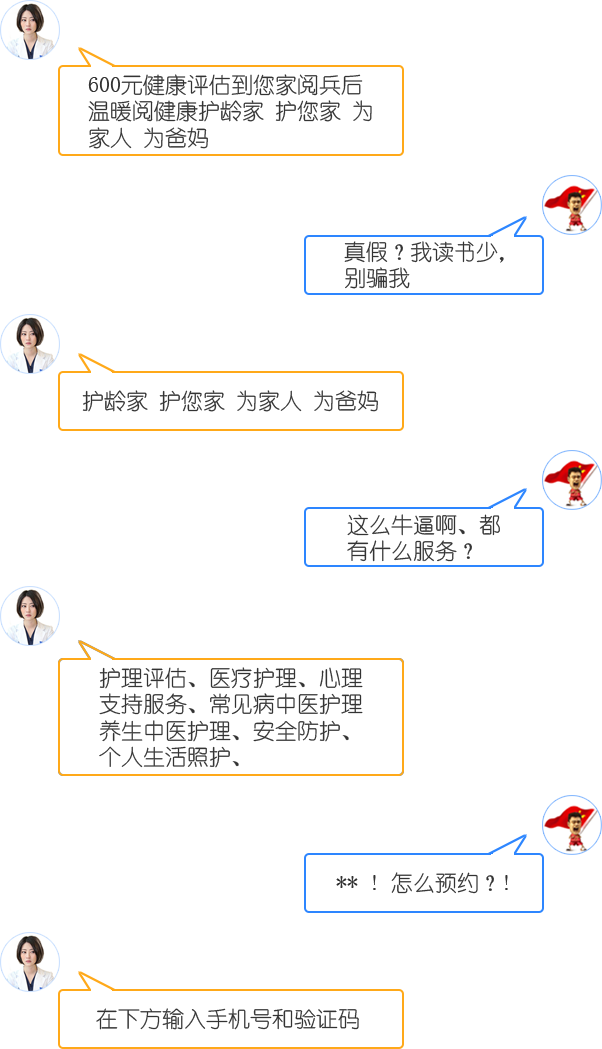 600元健康评估到您家阅兵后
温暖阅健康护龄家 护您家 为
家人 为爸妈
真假？我读书少，
别骗我
护龄家 护您家 为家人 为爸妈
这么牛逼啊、都
有什么服务？
护理评估、医疗护理、心理
支持服务、常见病中医护理
养生中医护理、安全防护、
个人生活照护、
** ！怎么预约？！
在下方输入手机号和验证码